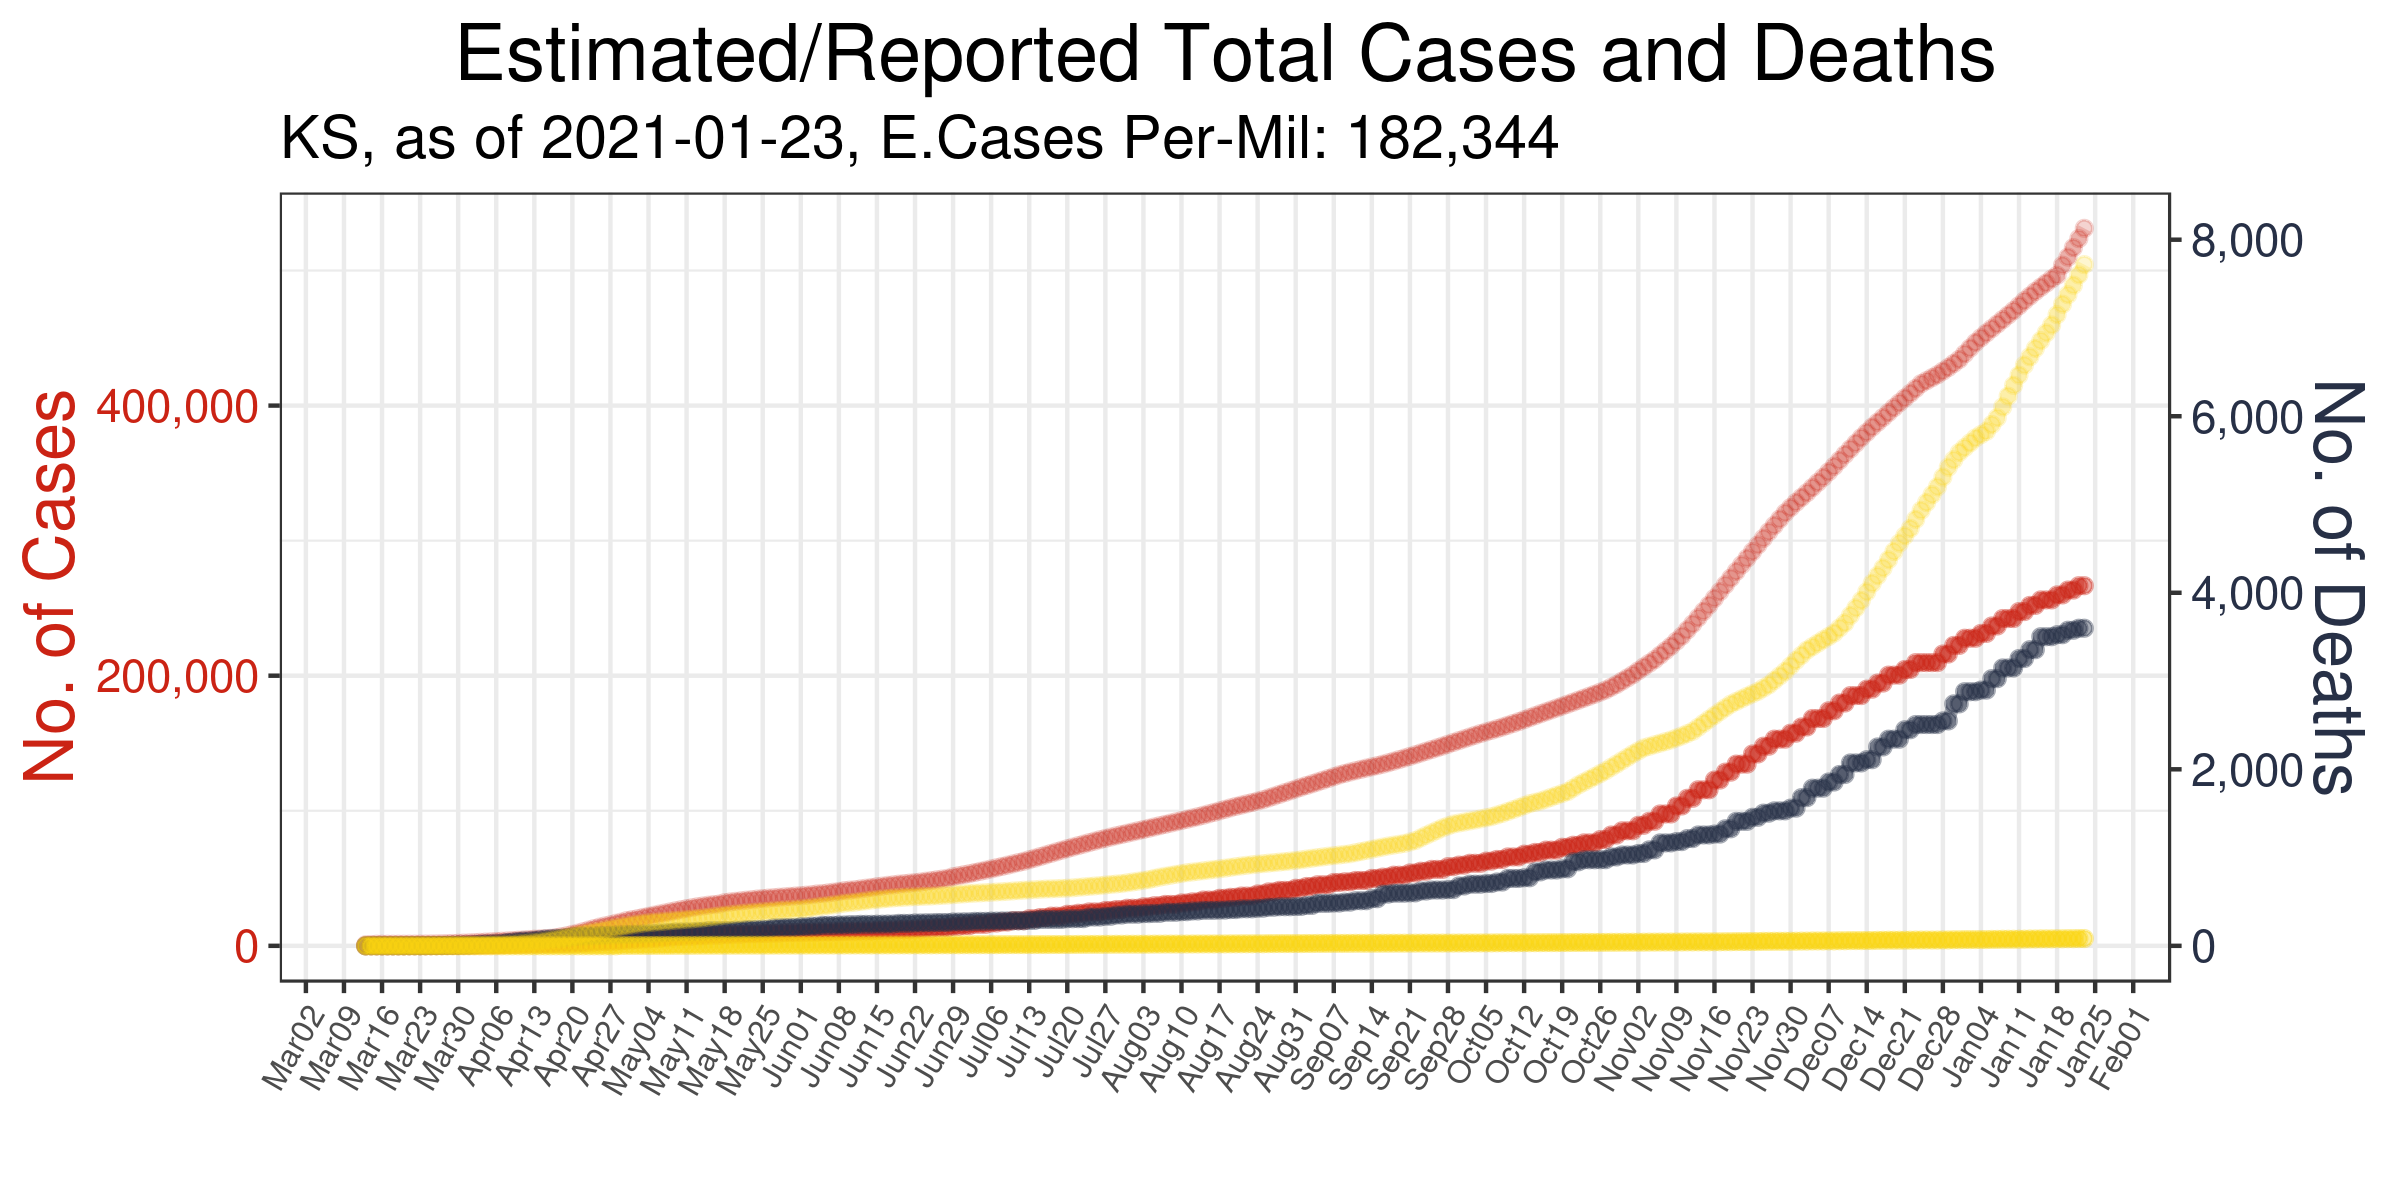 Estimated/Reported Total Cases and Deaths
KS, as of 2021-01-23, E.Cases Per-Mil: 182,344
No. of Cases
400,000
200,000
0
8,000
6,000
4,000
2,000
0
No. of Deaths
Mar02
Mar09
Mar16
Mar23
Mar30
Apr06
Apr13
Apr20
Apr27
May04
May11
May18
May25
Jun01
Jun08
Jun15
Jun22
Jun29
Jul06
Jul13
Jul20
Jul27
Aug03
Aug10
Aug17
Aug24
Aug31
Sep07
Sep14
Sep21
Sep28
Oct05
Oct12
Oct19
Oct26
Nov02
Nov09
Nov16
Nov23
Nov30
Dec07
Dec14
Dec21
Dec28
Jan04
Jan11
Jan18
Jan25
Feb01